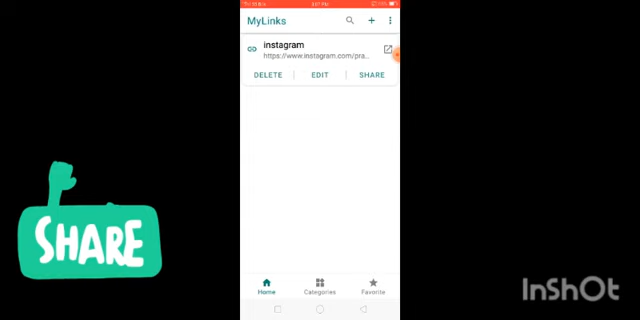 MyLinks
instagram
https://www.instagram.com/pra...
DELETE
EDIT
SHARE
SHARE
InShOt
Home
Categories
Favorite